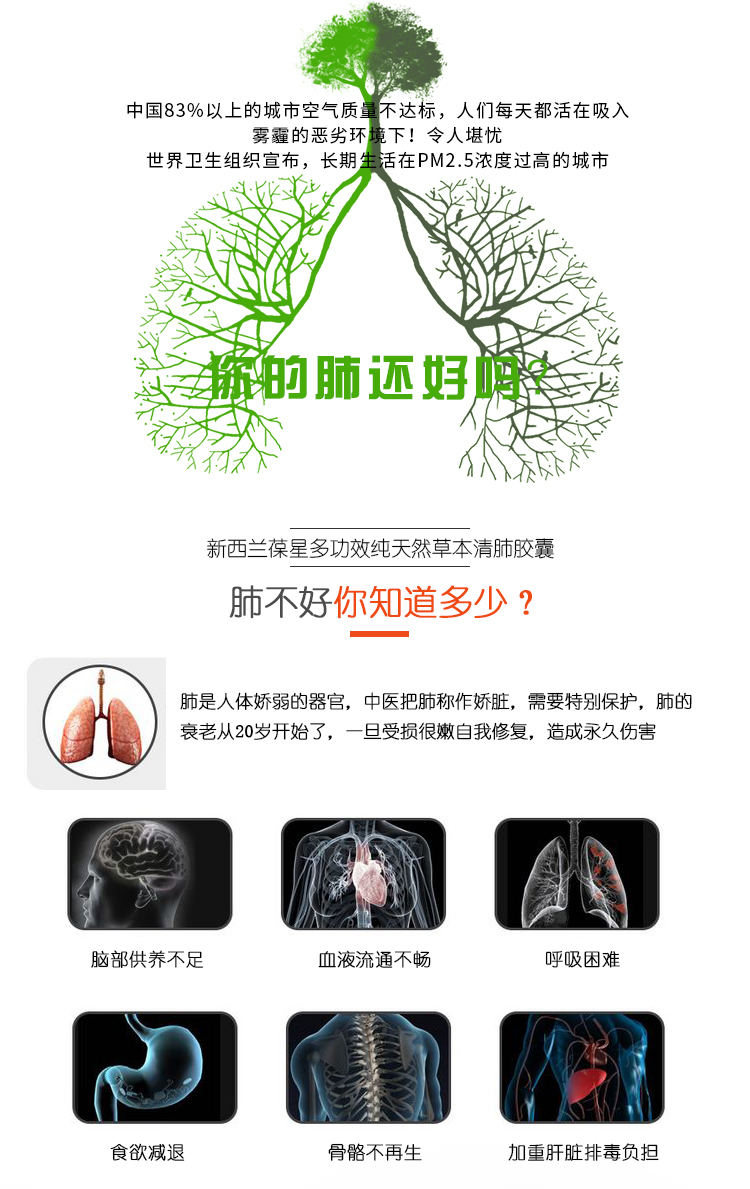 中国83%以上的城市空气质量不达标，人们每天都活在吸入
雾霾的恶劣环境下！令人堪忧
世界卫生组织宣布，长期生活在PM2.5浓度过高的城市
你的肺还好吗？
新西兰葆星多功效纯天然草本清肺胶囊
肺不好你知道多少？
肺是人体娇弱的器官，中医把肺称作娇脏，需要特别保护，肺的
衰老从20岁开始了，一旦受损很嫩自我修复，造成永久伤害
脑部供养不足
血液流通不畅
呼吸困难
食欲减退
骨骼不再生
加重肝脏排毒负担